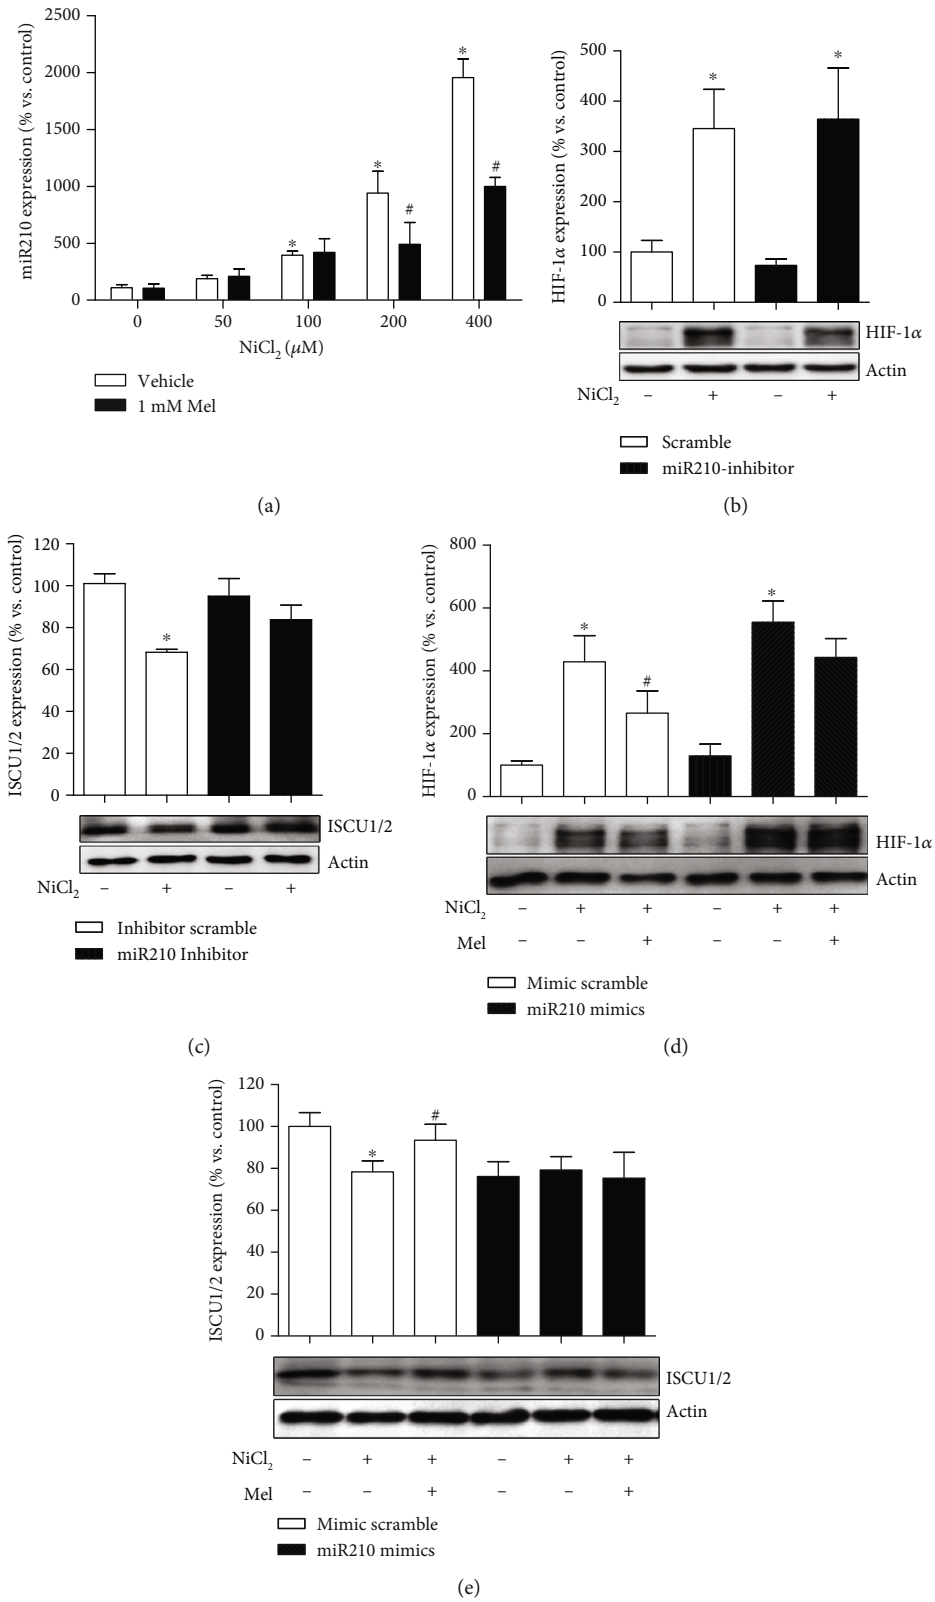 2500
2000
1500
1000
500
0
miR210 expression (% vs. control)
*
*
#
*
#
0 50 100 200 400
NiCl2 (μM)
Vehicle
1 mM Mel
(a)
500
400
300
200
100
0
HIF-1α expression (% vs. control)
* *
HIF-1α
Actin
NiCl2 − + − +
Scramble
miR210-inhibitor
(b)
120
100
80
60
40
20
0
ISCU1/2 expression (% vs. control)
*
ISCU1/2
Actin
NiCl2 − + − +
Inhibitor scramble
miR210 Inhibitor
(c)
800
600
400
200
0
HIF-1α expression (% vs. control)
*
#
*
HIF-1α
Actin
NiCl2 − + + − + +
Mel − − + − − +
Mimic scramble
miR210 mimics
(d)
120
100
80
60
40
20
0
ISCU1/2 expression (% vs. control)
*
#
ISCU1/2
Actin
NiCl2 − + + − + +
Mel − − + − − +
Mimic scramble
miR210 mimics
(e)